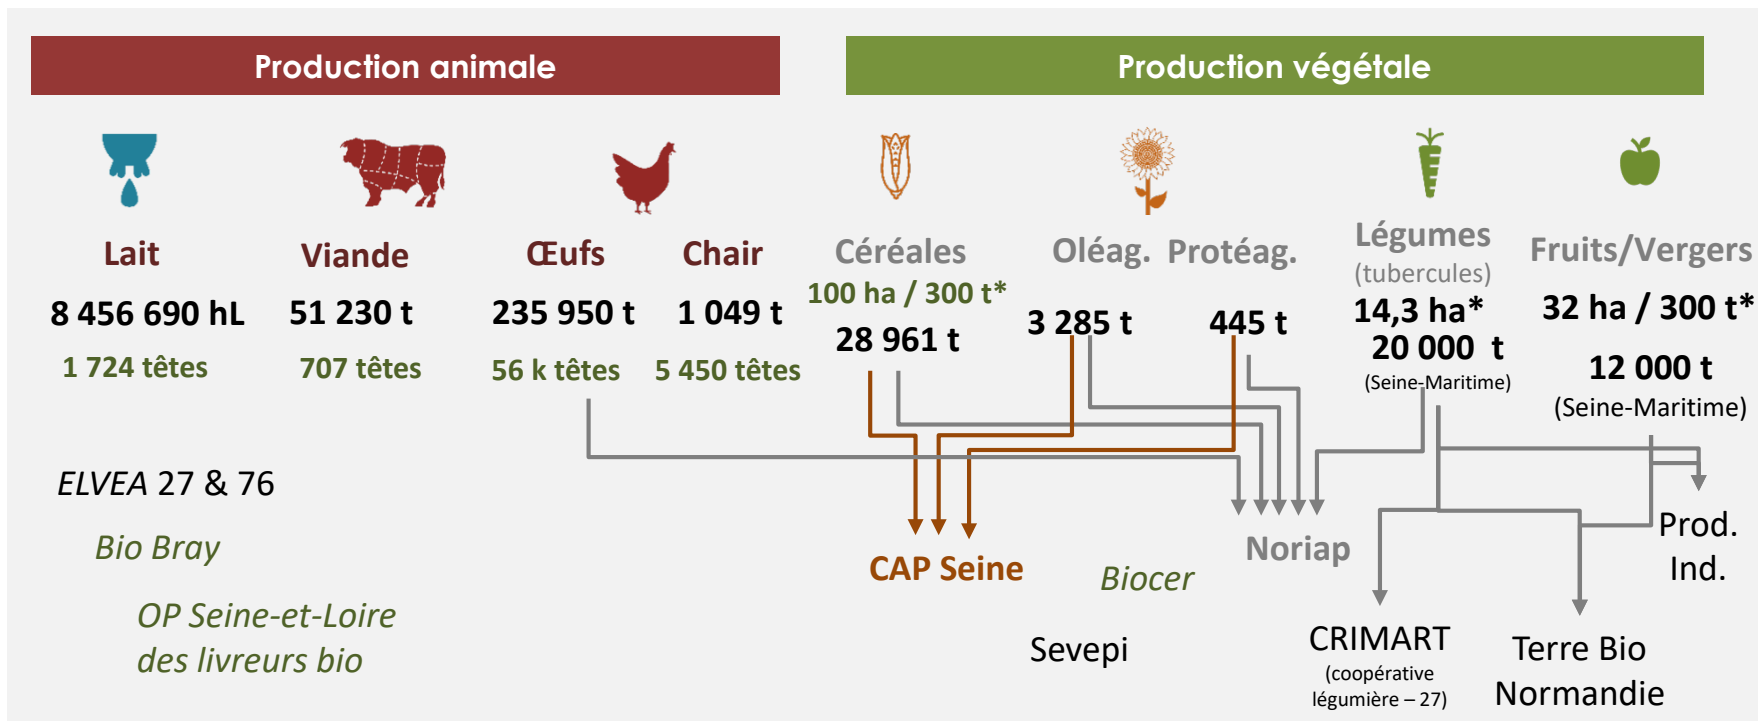 Production animale
Production végétale
Lait
Viande
Œufs
Chair
Céréales
Oléag.
Protéag.
Légumes
(tubercules)
Fruits/Vergers
8 456 690 hL
51 230 t
235 950 t
1 049 t
100 ha / 300 t*
28 961 t
3 285 t
445 t
14,3 ha*
20 000 t
(Seine-Maritime)
32 ha / 300 t*
12 000 t
(Seine-Maritime)
1 724 têtes
707 têtes
56 k têtes
5 450 têtes
ELVEA 27 & 76
Bio Bray
OP Seine-et-Loire
des livreurs bio
CAP Seine
Biocer
Sevepi
Noriap
CRIMART
(coopérative
légumière – 27)
Terre Bio
Normandie
Prod.
Ind.